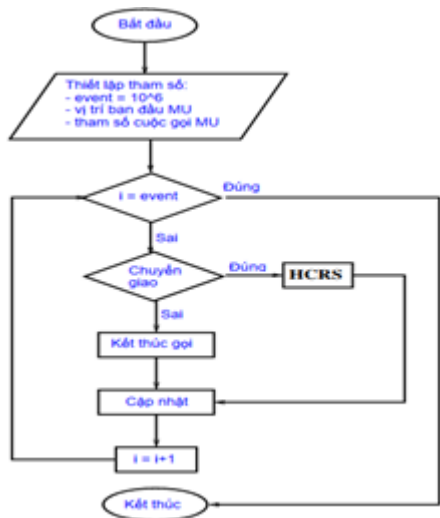 Bắt đầu
Thiết lập tham số:
- event = 10^6
- vị trí ban đầu MU
- tham số cuộc gọi MU
i = event
Đúng
Sai
Chuyển
giao
Đúng
HCRS
Sai
Kết thúc gọi
Cập nhật
i = i+1
Kết thúc